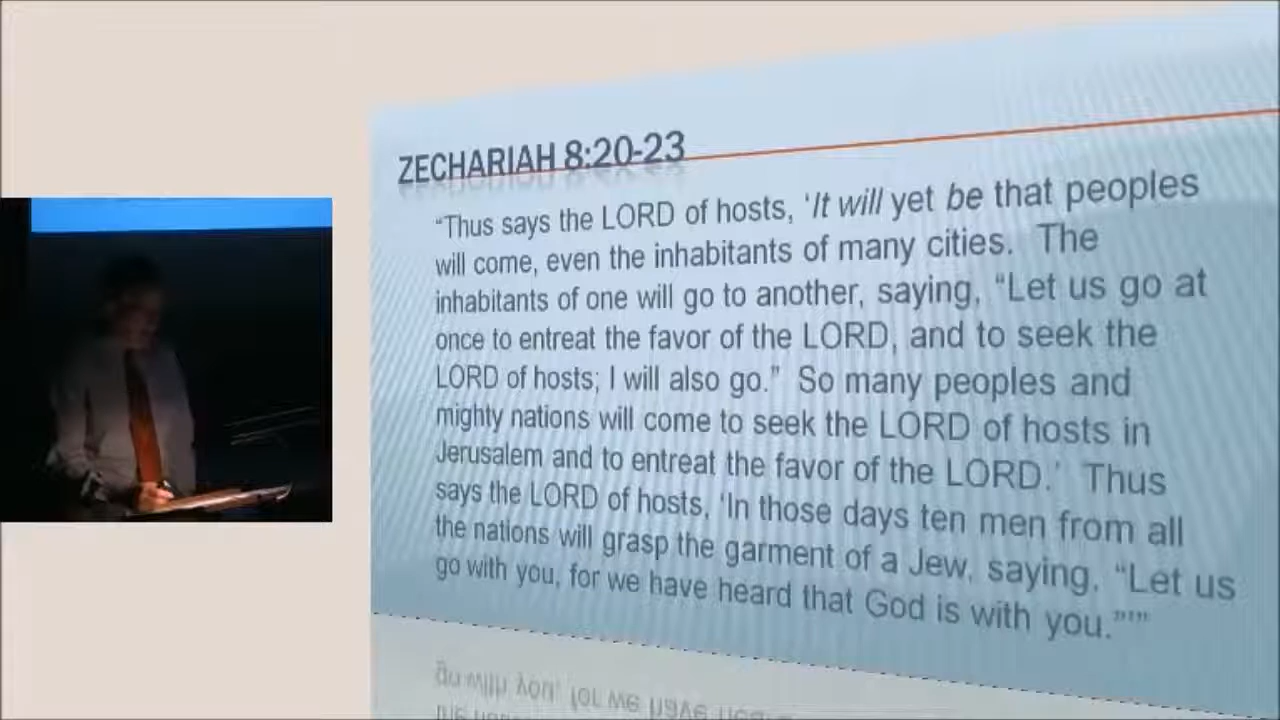 ZECHARIAH 8:20-23
“Thus says the LORD of hosts, ‘It will yet be that peoples
will come, even the inhabitants of many cities. The
inhabitants of one will go to another, saying, “Let us go at
once to entreat the favor of the LORD, and to seek the
LORD of hosts; I will also go.” So many peoples and
mighty nations will come to seek the LORD of hosts in
Jerusalem and to entreat the favor of the LORD.’ Thus
says the LORD of hosts, ‘In those days ten men from all
the nations will grasp the garment of a Jew, saying, “Let us
go with you, for we have heard that God is with you.”’”